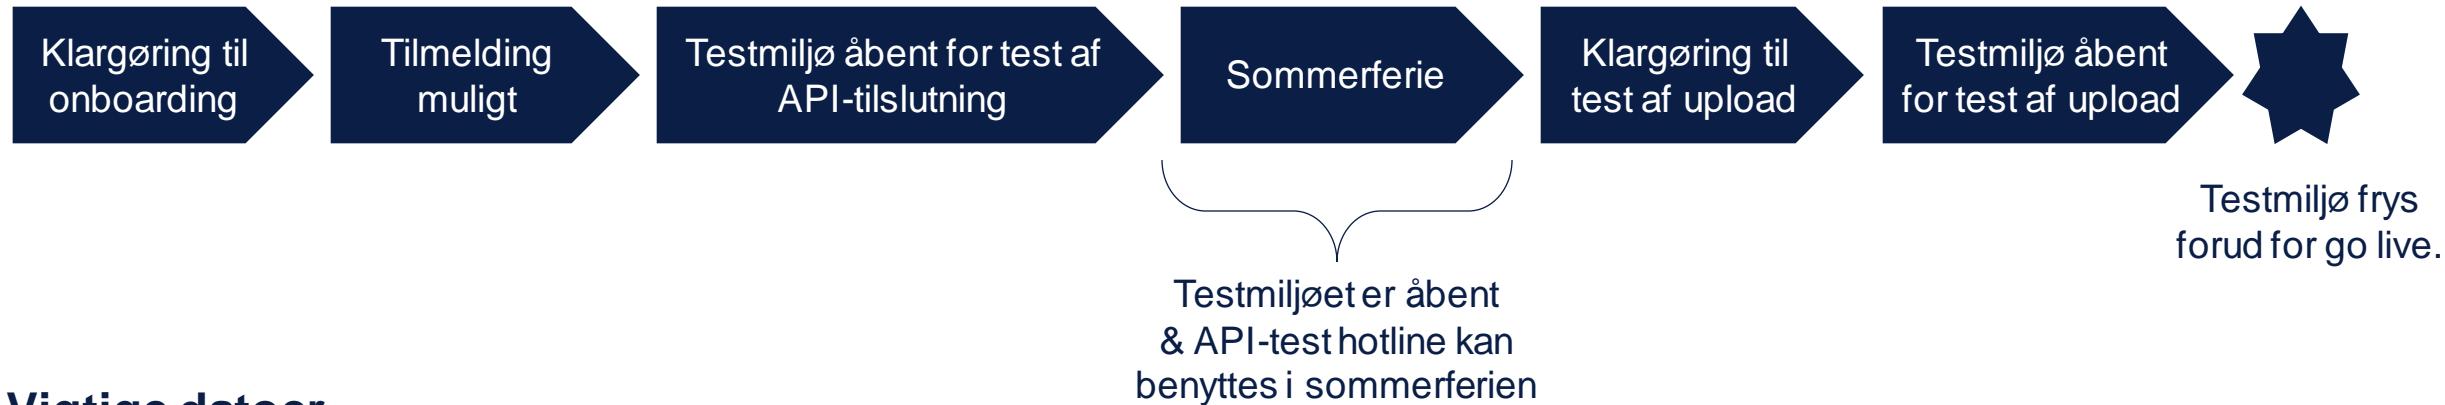 Klargøring til
onboarding
Tilmelding
muligt
Testmiljø åbent for test af
API-tilslutning
Sommerferie
Klargøring til
test af upload
Testmiljø åbent
for test af upload
Testmiljø frys
forud for go live.
Testmiljøet er åbent
& API-test hotline kan
benyttes i sommerferien
Vigtige datoer